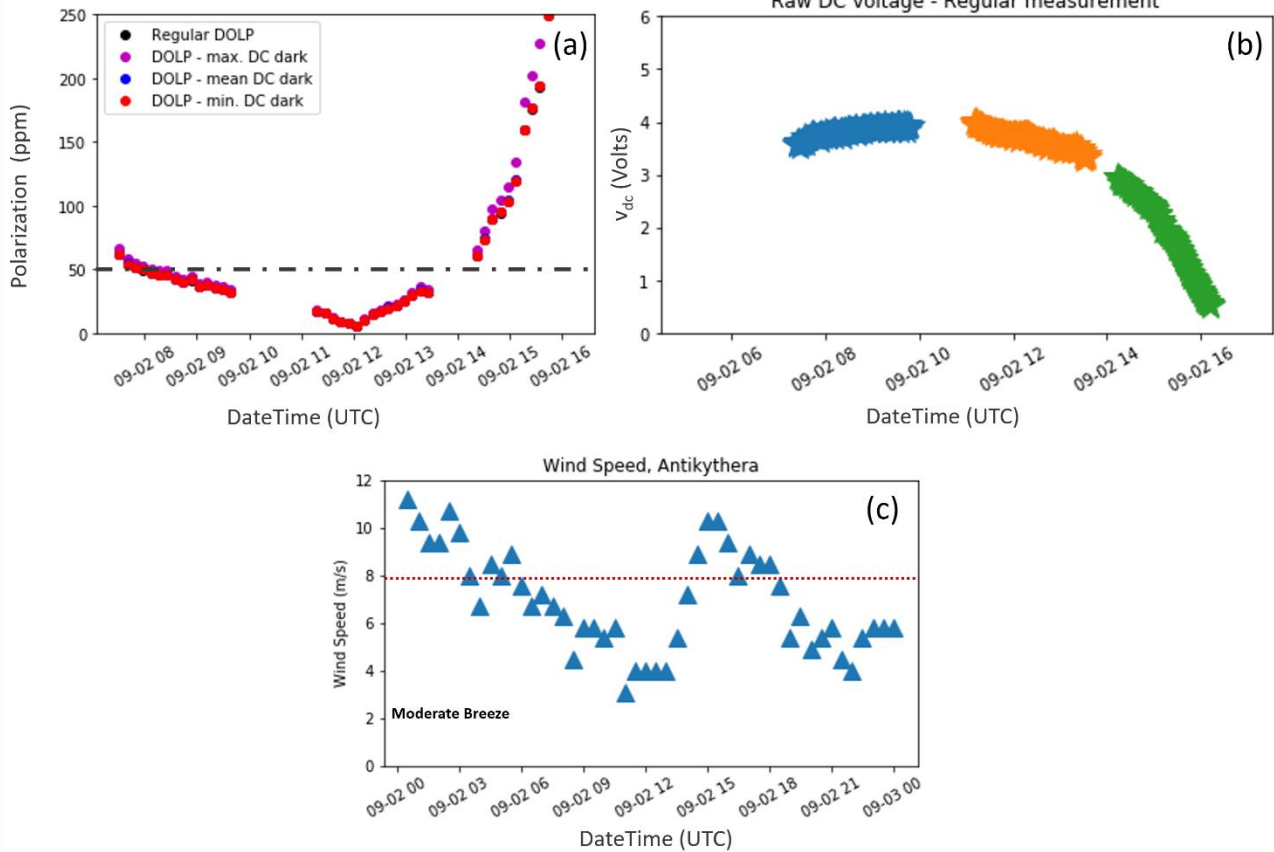 250
200
150
100
50
0
Polarization (ppm)
Regular DOLP
DOLP - max. DC dark
DOLP - mean DC dark
DOLP - min. DC dark
(a)
09-02 08
09-02 09
09-02 10
09-02 11
09-02 12
09-02 13
09-02 14
09-02 15
09-02 16
DateTime (UTC)
Raw DC Voltage - Regular measurement
(b)
6
5
4
3
2
1
0
vdc (Volts)
09-02 06
09-02 08
09-02 10
09-02 12
09-02 14
09-02 16
DateTime (UTC)
Wind Speed, Antikythera
(c)
12
10
8
6
4
2
0
Wind Speed (m/s)
Moderate Breeze
09-02 00
09-02 03
09-02 06
09-02 09
09-02 12
09-02 15
09-02 18
09-02 21
09-03 00
DateTime (UTC)